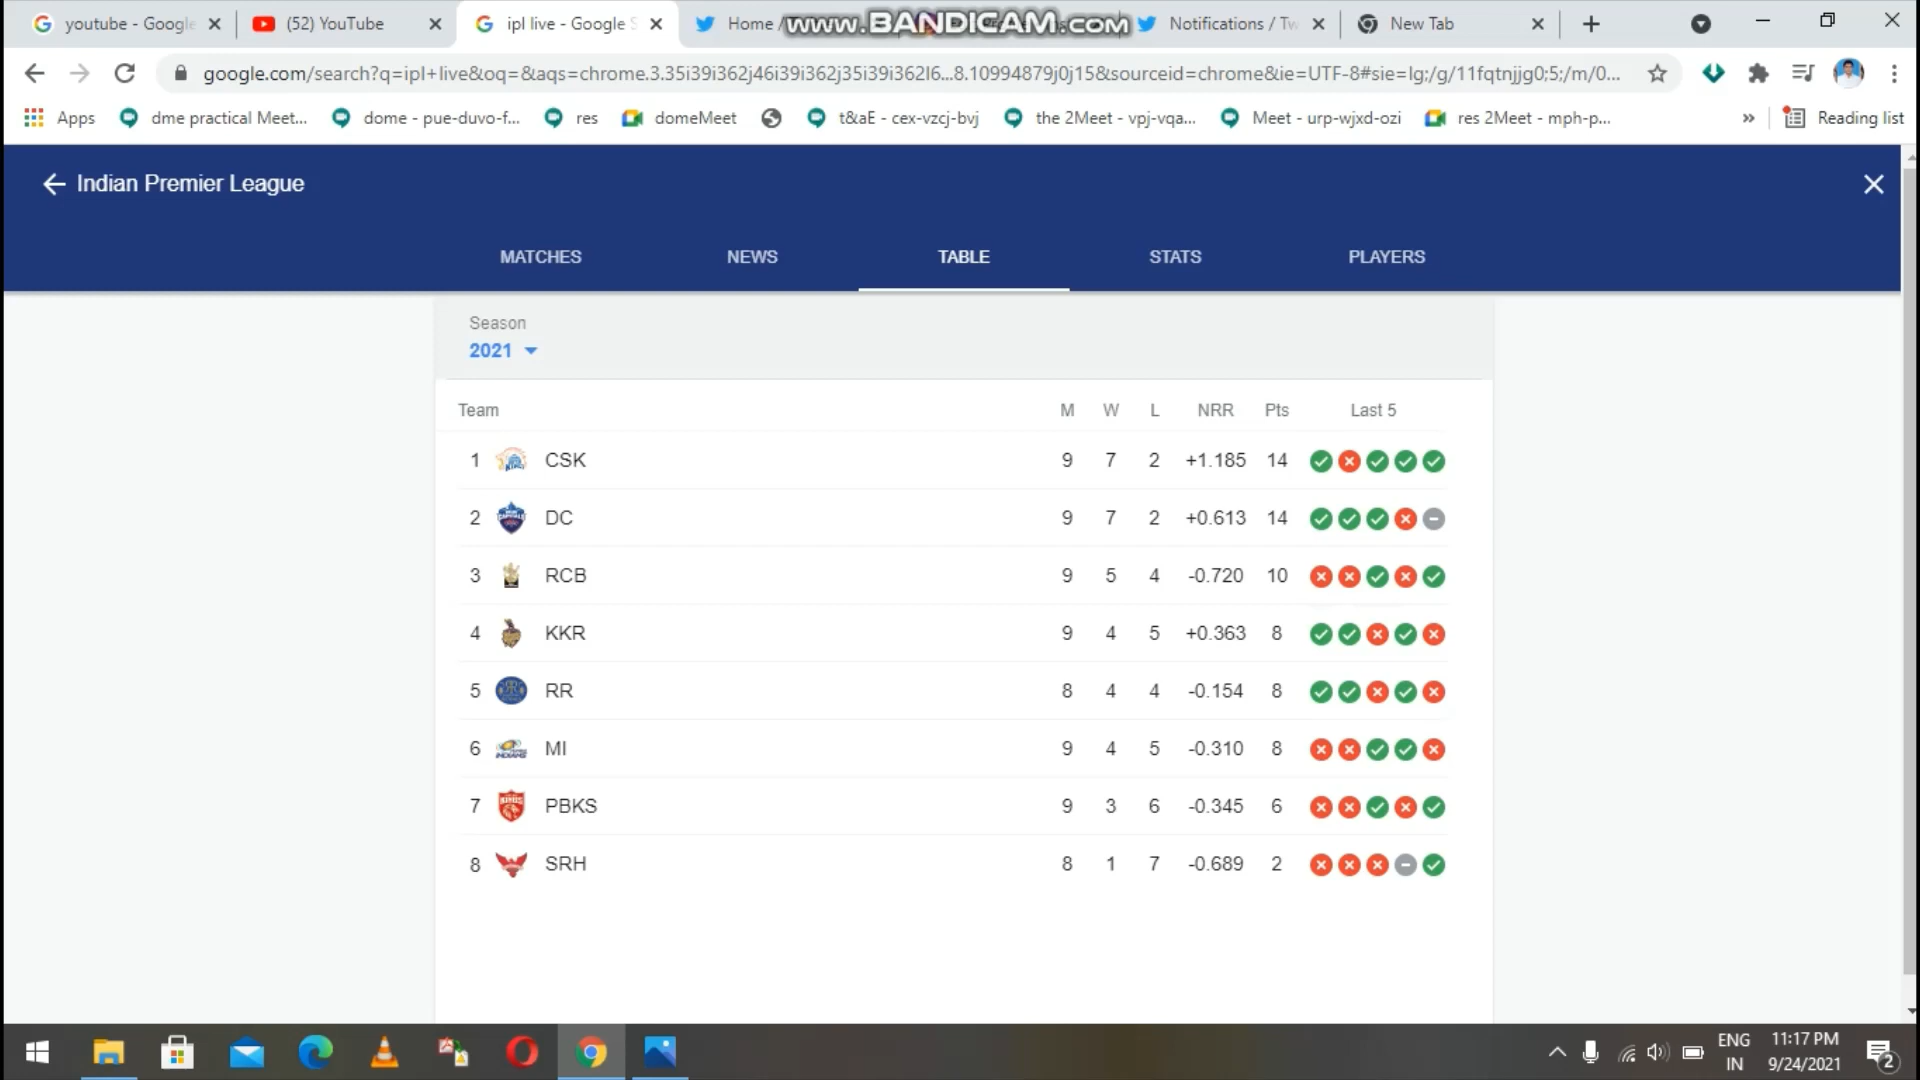 youtube - Google
(52) YouTube
ipl live - Google S
Home /
www.BANDICAM.com
Notifications / Tw
New Tab
google.com/search?q=ipl+live&oq=&aqs=chrome.3.35i39i362j46i39i362j35i39i362l6...8.10994879j0j15&sourceid=chrome&ie=UTF-8#sie=lg;/g/11fqtnjjg0;5;/m/0...
Apps
dme practical Meet...
dome - pue-duvo-f...
res
domeMeet
t&aE - cex-vzcj-bvj
the 2Meet - vpj-vqa...
Meet - urp-wjxd-ozi
res 2Meet - mph-p...
»
Reading list
Indian Premier League
MATCHES NEWS TABLE STATS PLAYERS
Season
2021
Team M W L NRR Pts Last 5
1 CSK 9 7 2 +1.185 14
2 DC 9 7 2 +0.613 14
3 RCB 9 5 4 -0.720 10
4 KKR 9 4 5 +0.363 8
5 RR 8 4 4 -0.154 8
6 MI 9 4 5 -0.310 8
7 PBKS 9 3 6 -0.345 6
8 SRH 8 1 7 -0.689 2
ENG
IN
11:17 PM
9/24/2021
2